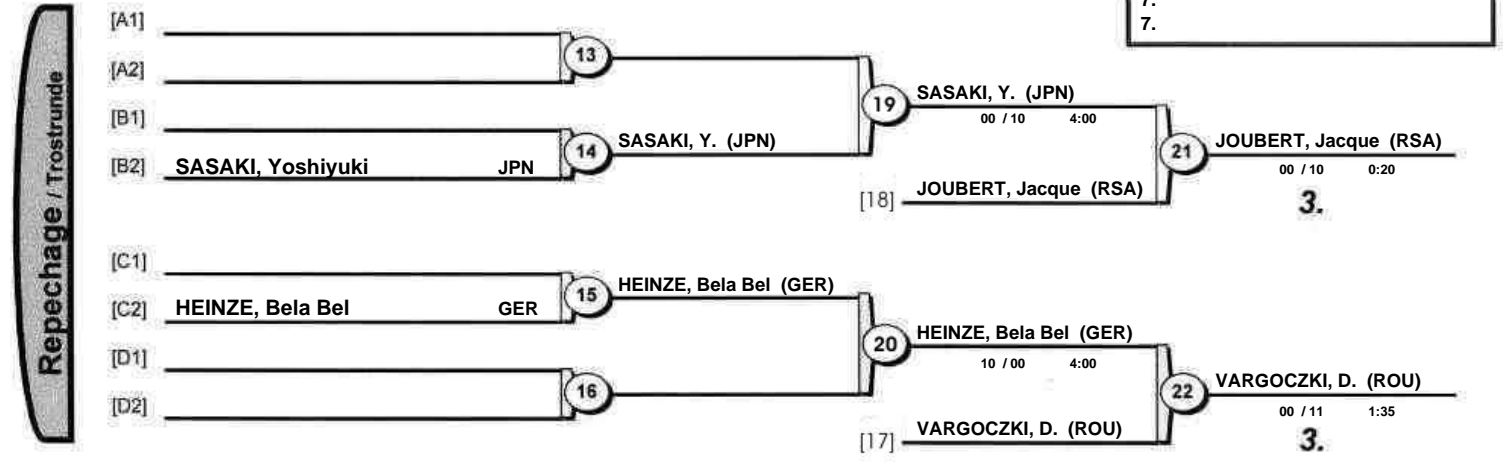 7.
7.
Repechage / Trostrunde
[A1]
[A2]
13
[B1]
[B2] SASAKI, Yoshiyuki JPN
14
SASAKI, Y. (JPN)
19
SASAKI, Y. (JPN)
00 / 10 4:00
[18] JOUBERT, Jacque (RSA)
21
JOUBERT, Jacque (RSA)
00 / 10 0:20
3.
[C1]
[C2] HEINZE, Bela Bel GER
15
HEINZE, Bela Bel (GER)
[D1]
[D2]
16
20
HEINZE, Bela Bel (GER)
10 / 00 4:00
[17] VARGOCZKI, D. (ROU)
22
VARGOCZKI, D. (ROU)
00 / 11 1:35
3.